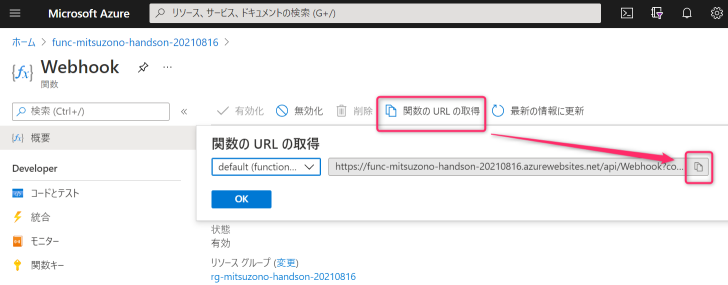 Microsoft Azure
リソース、サービス、ドキュメントの検索 (G+/)
ホーム > func-mitsuzono-handson-20210816 >
{fx} Webhook ...
関数
検索 (Ctrl+/) «
有効化 無効化 削除 関数の URL の取得 最新の情報に更新
概要
関数の URL の取得
default (function... https://func-mitsuzono-handson-20210816.azurewebsites.net/api/Webhook?co...
Developer
コードとテスト
OK
統合
状態
モニター
有効
関数キー
リソース グループ (変更)
rg-mitsuzono-handson-20210816